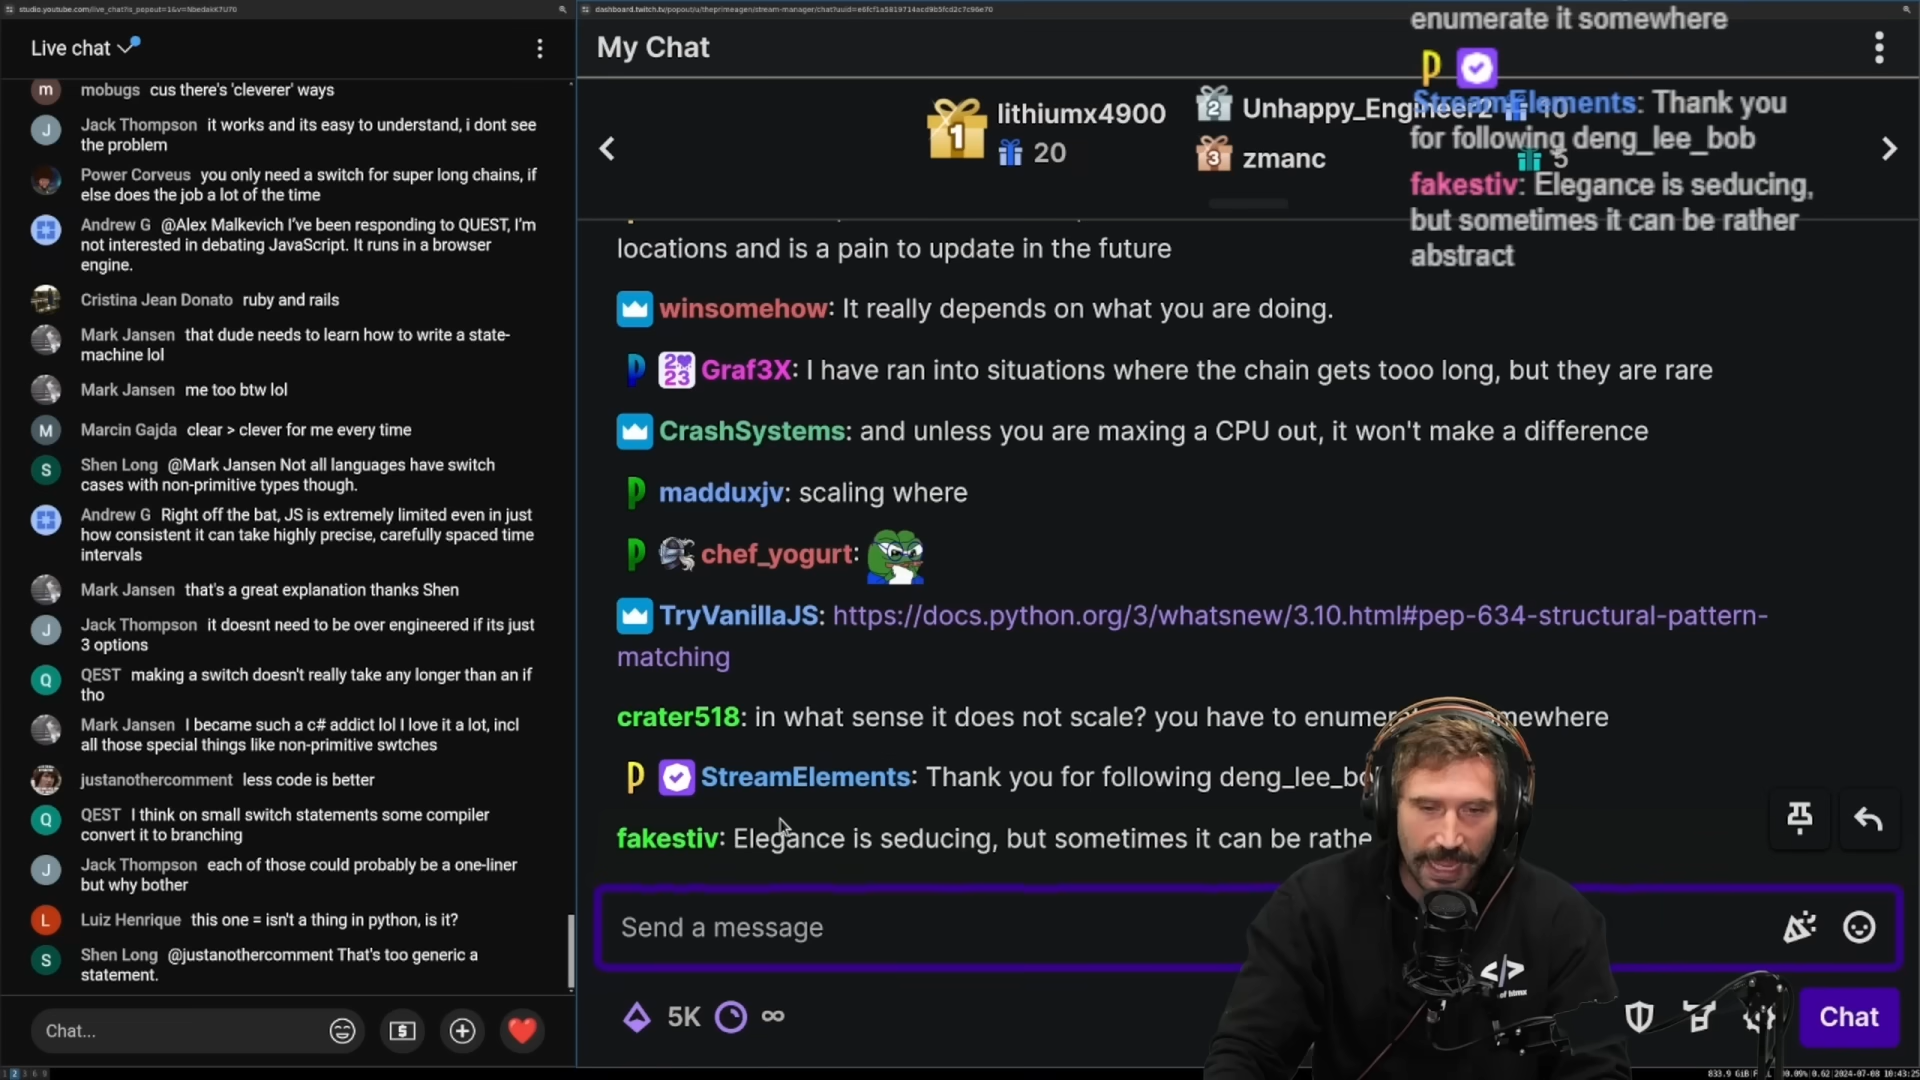 studio.youtube.com/live_chat?is_popout=1&v=NbedakK7U70
Live chat
mobugs cus there's 'cleverer' ways
Jack Thompson it works and its easy to understand, i dont see
the problem
Power Corveus you only need a switch for super long chains, if
else does the job a lot of the time
Andrew G @Alex Malkevich I've been responding to QUEST, I'm
not interested in debating JavaScript. It runs in a browser
engine.
Cristina Jean Donato ruby and rails
Mark Jansen that dude needs to learn how to write a state-
machine lol
Mark Jansen me too btw lol
Marcin Gajda clear > clever for me every time
Shen Long @Mark Jansen Not all languages have switch
cases with non-primitive types though.
Andrew G Right off the bat, JS is extremely limited even in just
how consistent it can take highly precise, carefully spaced time
intervals
Mark Jansen that's a great explanation thanks Shen
Jack Thompson it doesnt need to be over engineered if its just
3 options
QEST making a switch doesn't really take any longer than an if
tho
Mark Jansen I became such a c# addict lol I love it a lot, incl
all those special things like non-primitive swtches
justanothercomment less code is better
QEST I think on small switch statements some compiler
convert it to branching
Jack Thompson each of those could probably be a one-liner
but why bother
Luiz Henrique this one = isn't a thing in python, is it?
Shen Long @justanothercomment That's too generic a
statement.
Chat...
My Chat
1 lithiumx4900
20
2 Unhappy_Engineer2
10
3 zmanc
5
locations and is a pain to update in the future
winsomehow: It really depends on what you are doing.
Graf3X: I have ran into situations where the chain gets tooo long, but they are rare
CrashSystems: and unless you are maxing a CPU out, it won't make a difference
madduxjv: scaling where
chef_yogurt:
TryVanillaJS: https://docs.python.org/3/whatsnew/3.10.html#pep-634-structural-pattern-
matching
crater518: in what sense it does not scale? you have to enumer mewhere
StreamElements: Thank you for following deng_lee_bo
fakestiv: Elegance is seducing, but sometimes it can be rathe
Send a message
5K ∞
Chat
enumerate it somewhere
StreamElements: Thank you
for following deng_lee_bob
fakestiv: Elegance is seducing,
but sometimes it can be rather
abstract